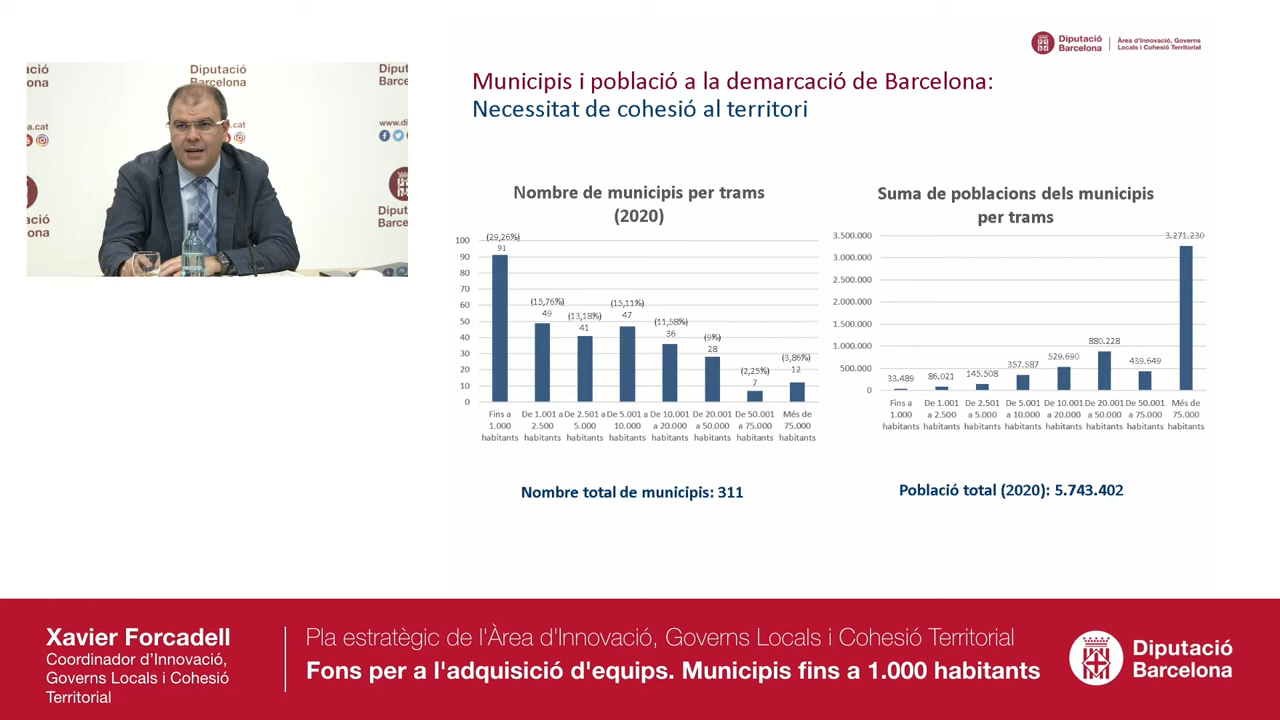 Diputació
Barcelona
Àrea d'Innovació, Governs
Locals i Cohesió Territorial
Municipis i població a la demarcació de Barcelona:
Necessitat de cohesió al territori
ació
elona
Diputació
Barcelona
Diputa
Barce
a.cat
.cat
www.di
Diputa
Barcel
ació
ona
Nombre de municipis per trams
(2020)
100
90
80
70
60
50
40
30
20
10
0
(29,26%)
91
(15,76%)
49
(13,18%)
41
(15,11%)
47
(11,58%)
36
(9%)
28
(2,25%)
7
(3,86%)
12
Fins a
1.000
habitants
De 1.001 a
2.500
habitants
De 2.501 a
5.000
habitants
De 5.001 a
10.000
habitants
De 10.001
a 20.000
habitants
De 20.001
a 50.000
habitants
De 50.001
a 75.000
habitants
Més de
75.000
habitants
Nombre total de municipis: 311
Suma de poblacions dels municipis
per trams
3.500.000
3.000.000
2.500.000
2.000.000
1.500.000
1.000.000
500.000
0
33.489
86.021
145.508
357.587
529.690
880.228
439.649
3.271.230
Fins a
1.000
habitants
De 1.001
a 2.500
habitants
De 2.501
a 5.000
habitants
De 5.001
a 10.000
habitants
De 10.001
a 20.000
habitants
De 20.001
a 50.000
habitants
De 50.001
a 75.000
habitants
Més de
75.000
habitants
Població total (2020): 5.743.402
Xavier Forcadell
Coordinador d'Innovació,
Governs Locals i Cohesió
Territorial
Pla estratègic de l'Àrea d'Innovació, Governs Locals i Cohesió Territorial
Fons per a l'adquisició d'equips. Municipis fins a 1.000 habitants
Diputació
Barcelona